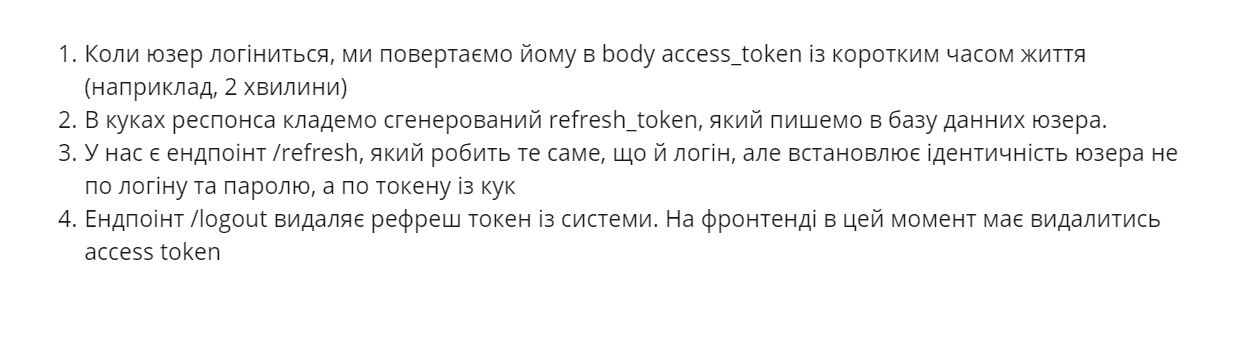 1. Коли юзер логіниться, ми повертаємо йому в body access_token із коротким часом життя
(наприклад, 2 хвилини)
2. В куках респонса кладемо сгенерований refresh_token, який пишемо в базу данних юзера.
3. У нас є ендпоінт /refresh, який робить те саме, що й логін, але встановлює ідентичність юзера не
по логіну та паролю, а по токену із кук
4. Ендпоінт /logout видаляє рефреш токен із системи. На фронтенді в цей момент має видалитись
access token